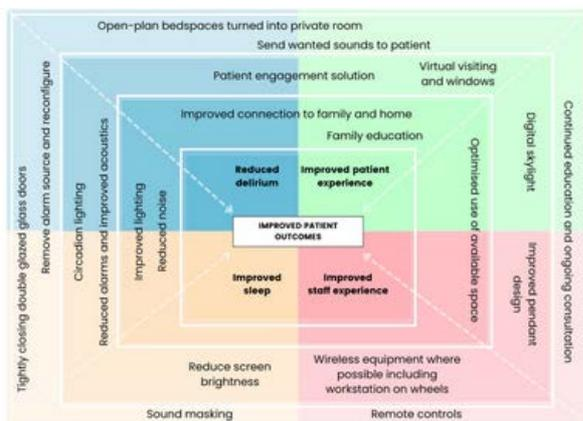 Open-plan bedspaces turned into private room
Send wanted sounds to patient
Patient engagement solution
Virtual visiting
and windows
Improved connection to family and home
Family education
Reduced
delirium
Improved patient
experience
IMPROVED PATIENT
OUTCOMES
Improved
sleep
Improved
staff experience
Tightly closing double glazed glass doors
Remove alarm source and reconfigure
Circadian lighting
Reduced alarms and improved acoustics
Improved lighting
Reduced noise
Optimised use of available space
Digital skylight
Improved pendant
design
Continued education and ongoing consultation
Reduce screen
brightness
Wireless equipment where
possible including
workstation on wheels
Sound masking
Remote controls